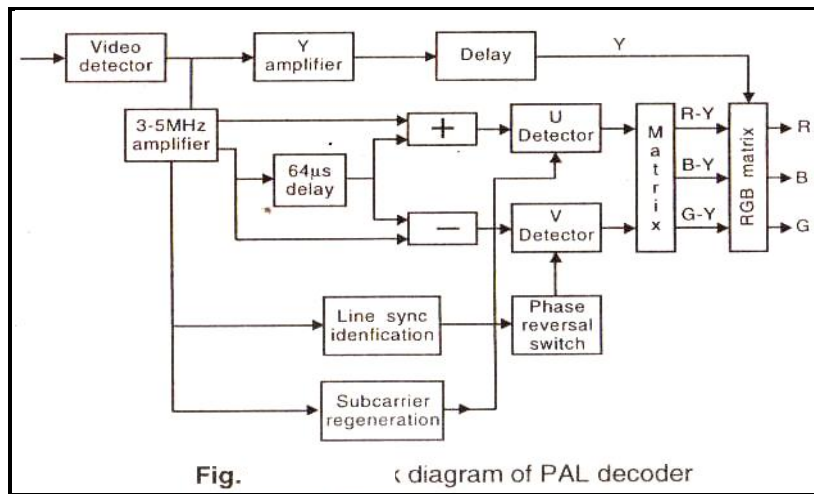 Video
detector
Y
amplifier
Delay
Y
3-5MHz
amplifier
64µs
delay
+
−
U
Detector
V
Detector
Matrix
R-Y
B-Y
G-Y
RGB matrix
R
B
G
Line sync
idenfication
Phase
reversal
switch
Subcarrier
regeneration
Fig. diagram of PAL decoder